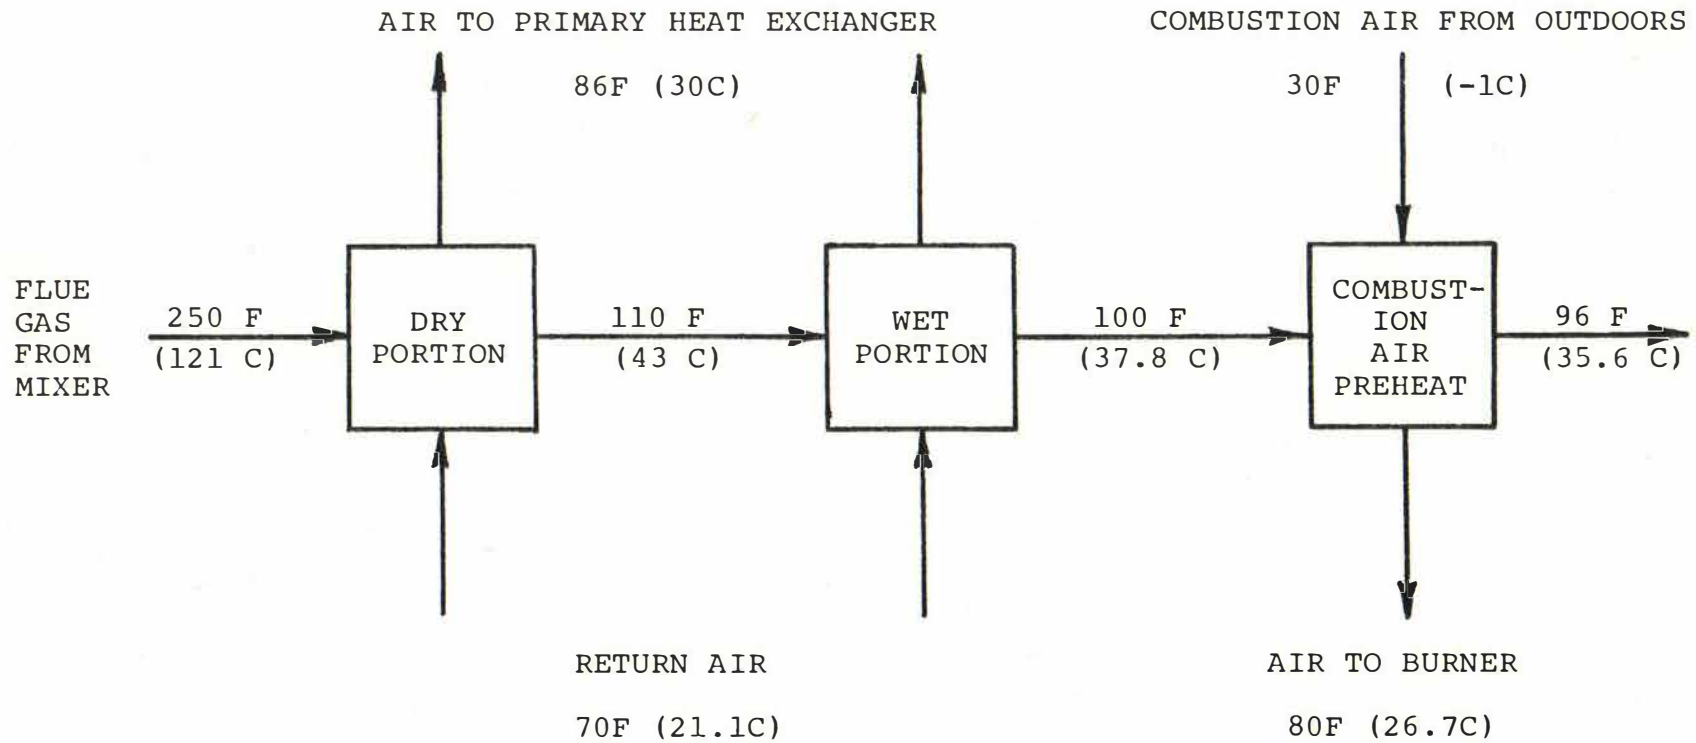 AIR TO PRIMARY HEAT EXCHANGER
86F (30C)
COMBUSTION AIR FROM OUTDOORS
30F (-1C)
FLUE
GAS
FROM
MIXER
250 F
(121 C)
DRY
PORTION
110 F
(43 C)
WET
PORTION
100 F
(37.8 C)
COMBUST-
ION
AIR
PREHEAT
96 F
(35.6 C)
RETURN AIR
70F (21.1C)
AIR TO BURNER
80F (26.7C)